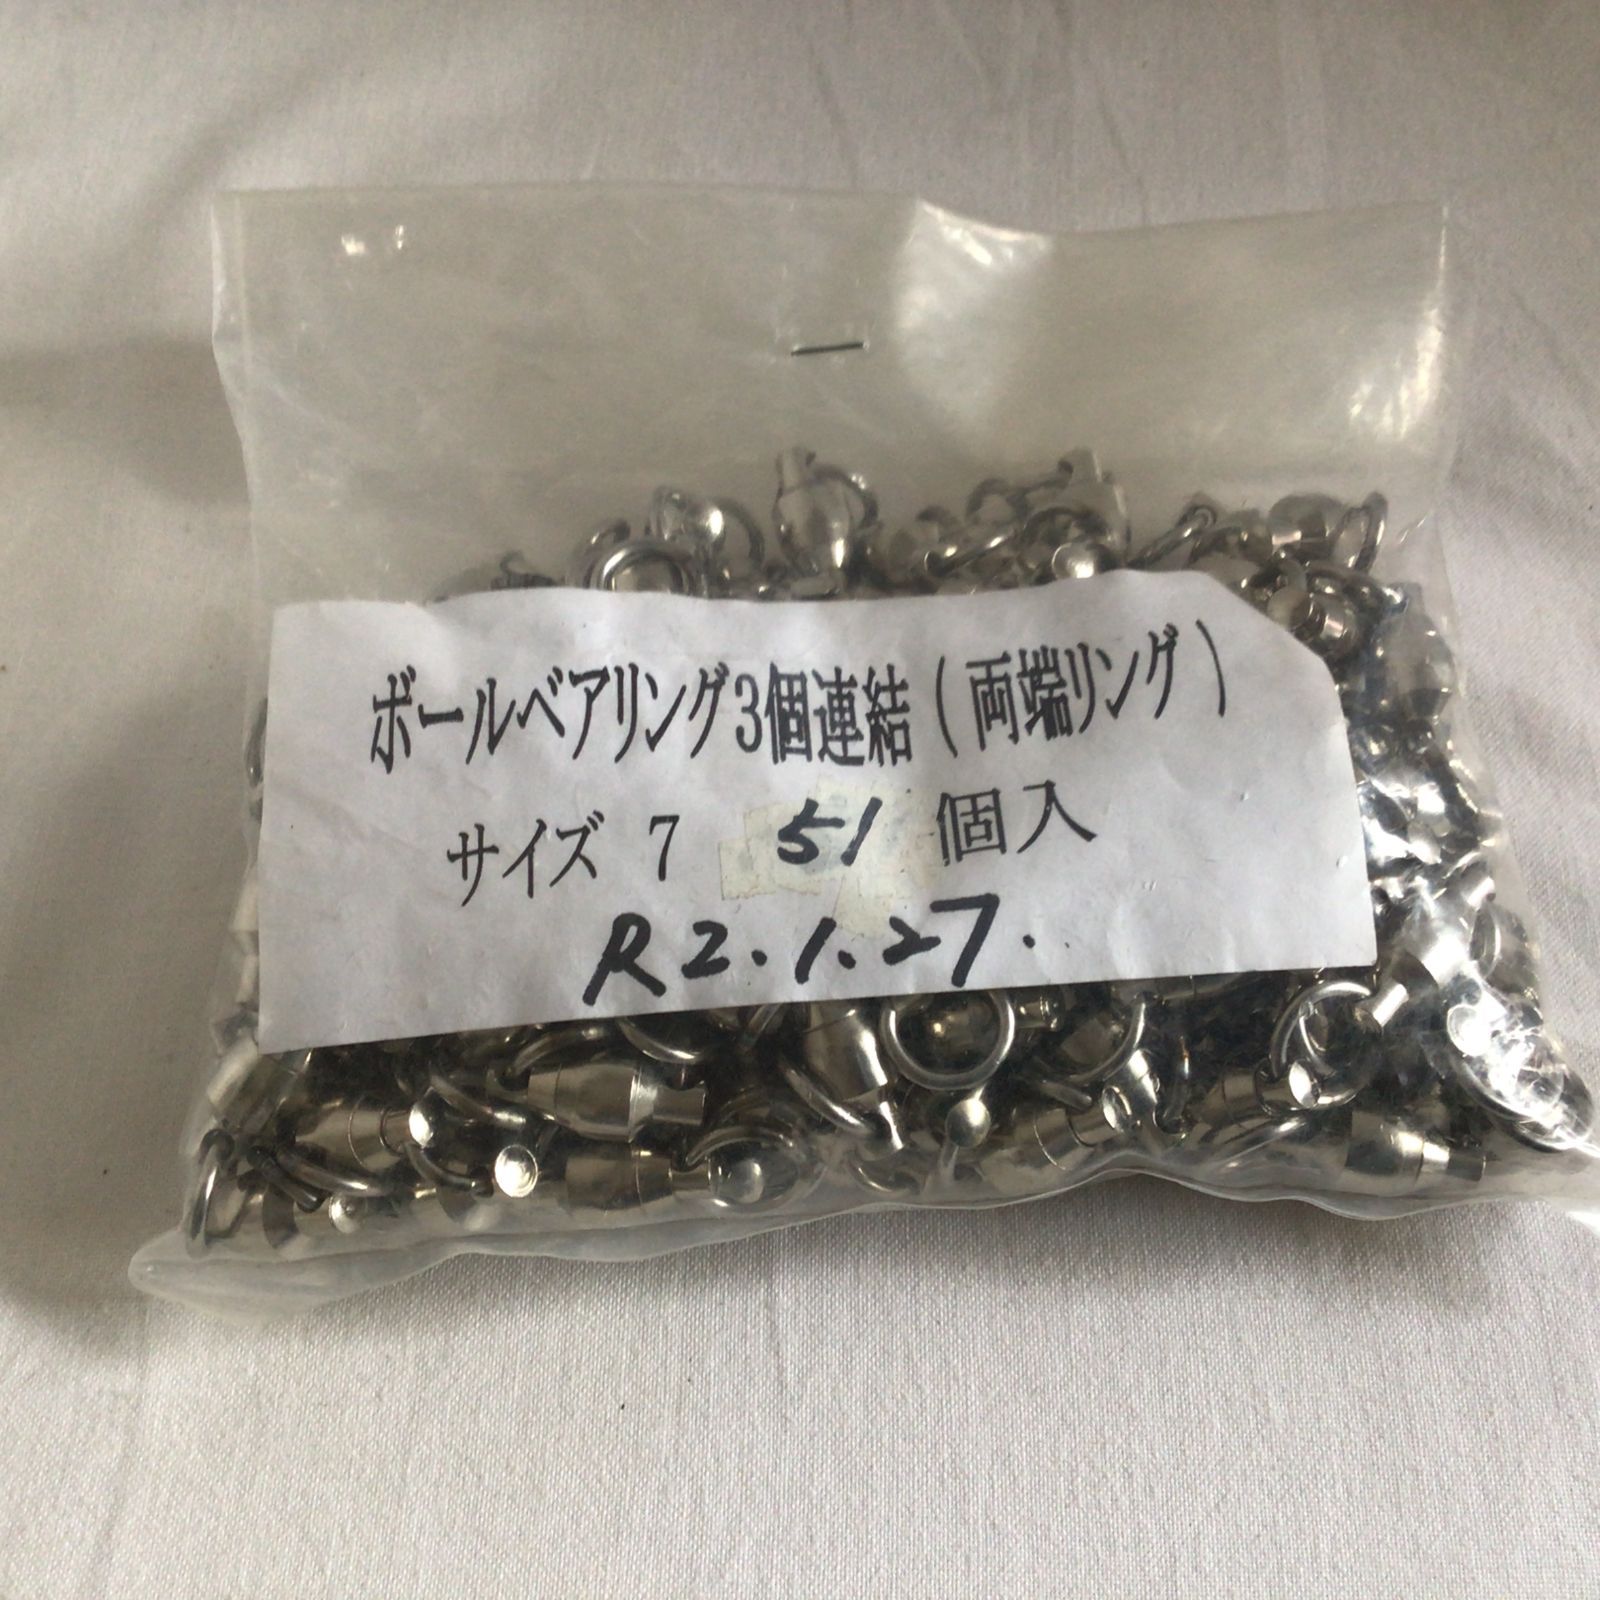 ボールベアリング3個連結(両端リング)
サイズ 7 51 個入
R2.1.27.